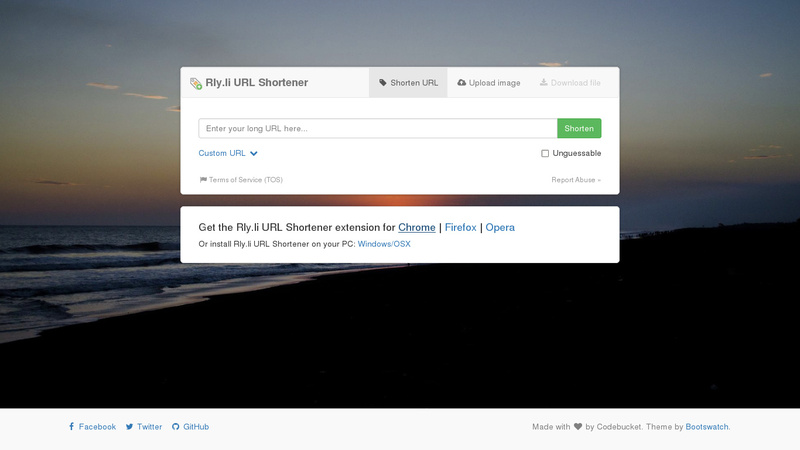 Rly.li URL Shortener
Shorten URL
Upload image
Download file
Enter your long URL here...
Shorten
Custom URL
Unguessable
Terms of Service (TOS)
Report Abuse »
Get the Rly.li URL Shortener extension for Chrome | Firefox | Opera
Or install Rly.li URL Shortener on your PC: Windows/OSX
Facebook Twitter GitHub
Made with ❤ by Codebucket. Theme by Bootswatch.